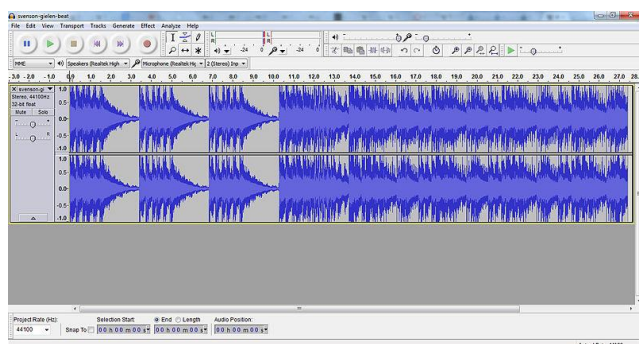 svenson-gielen-beat
File Edit View Transport Tracks Generate Effect Analyze Help
L
R
-24 0 -24
MME Speakers (Realtek High Microphone (Realtek Hi 2 (Stereo) Inp
-3.0 -2.0 -1.0 0.0 1.0 2.0 3.0 4.0 5.0 6.0 7.0 8.0 9.0 10.0 11.0 12.0 13.0 14.0 15.0 16.0 17.0 18.0 19.0 20.0 21.0 22.0 23.0 24.0 25.0 26.0 27.0 28.
X svenson-gi 1.0
Stereo, 44100Hz
32-bit float 0.5
Mute Solo
0.0
L R
-0.5
-1.0
1.0
0.5
0.0
-0.5
-1.0
Project Rate (Hz): Selection Start: End Length Audio Position:
44100 Snap To 00 h 00 m 00 s 00 h 00 m 00 s 00 h 00 m 00 s